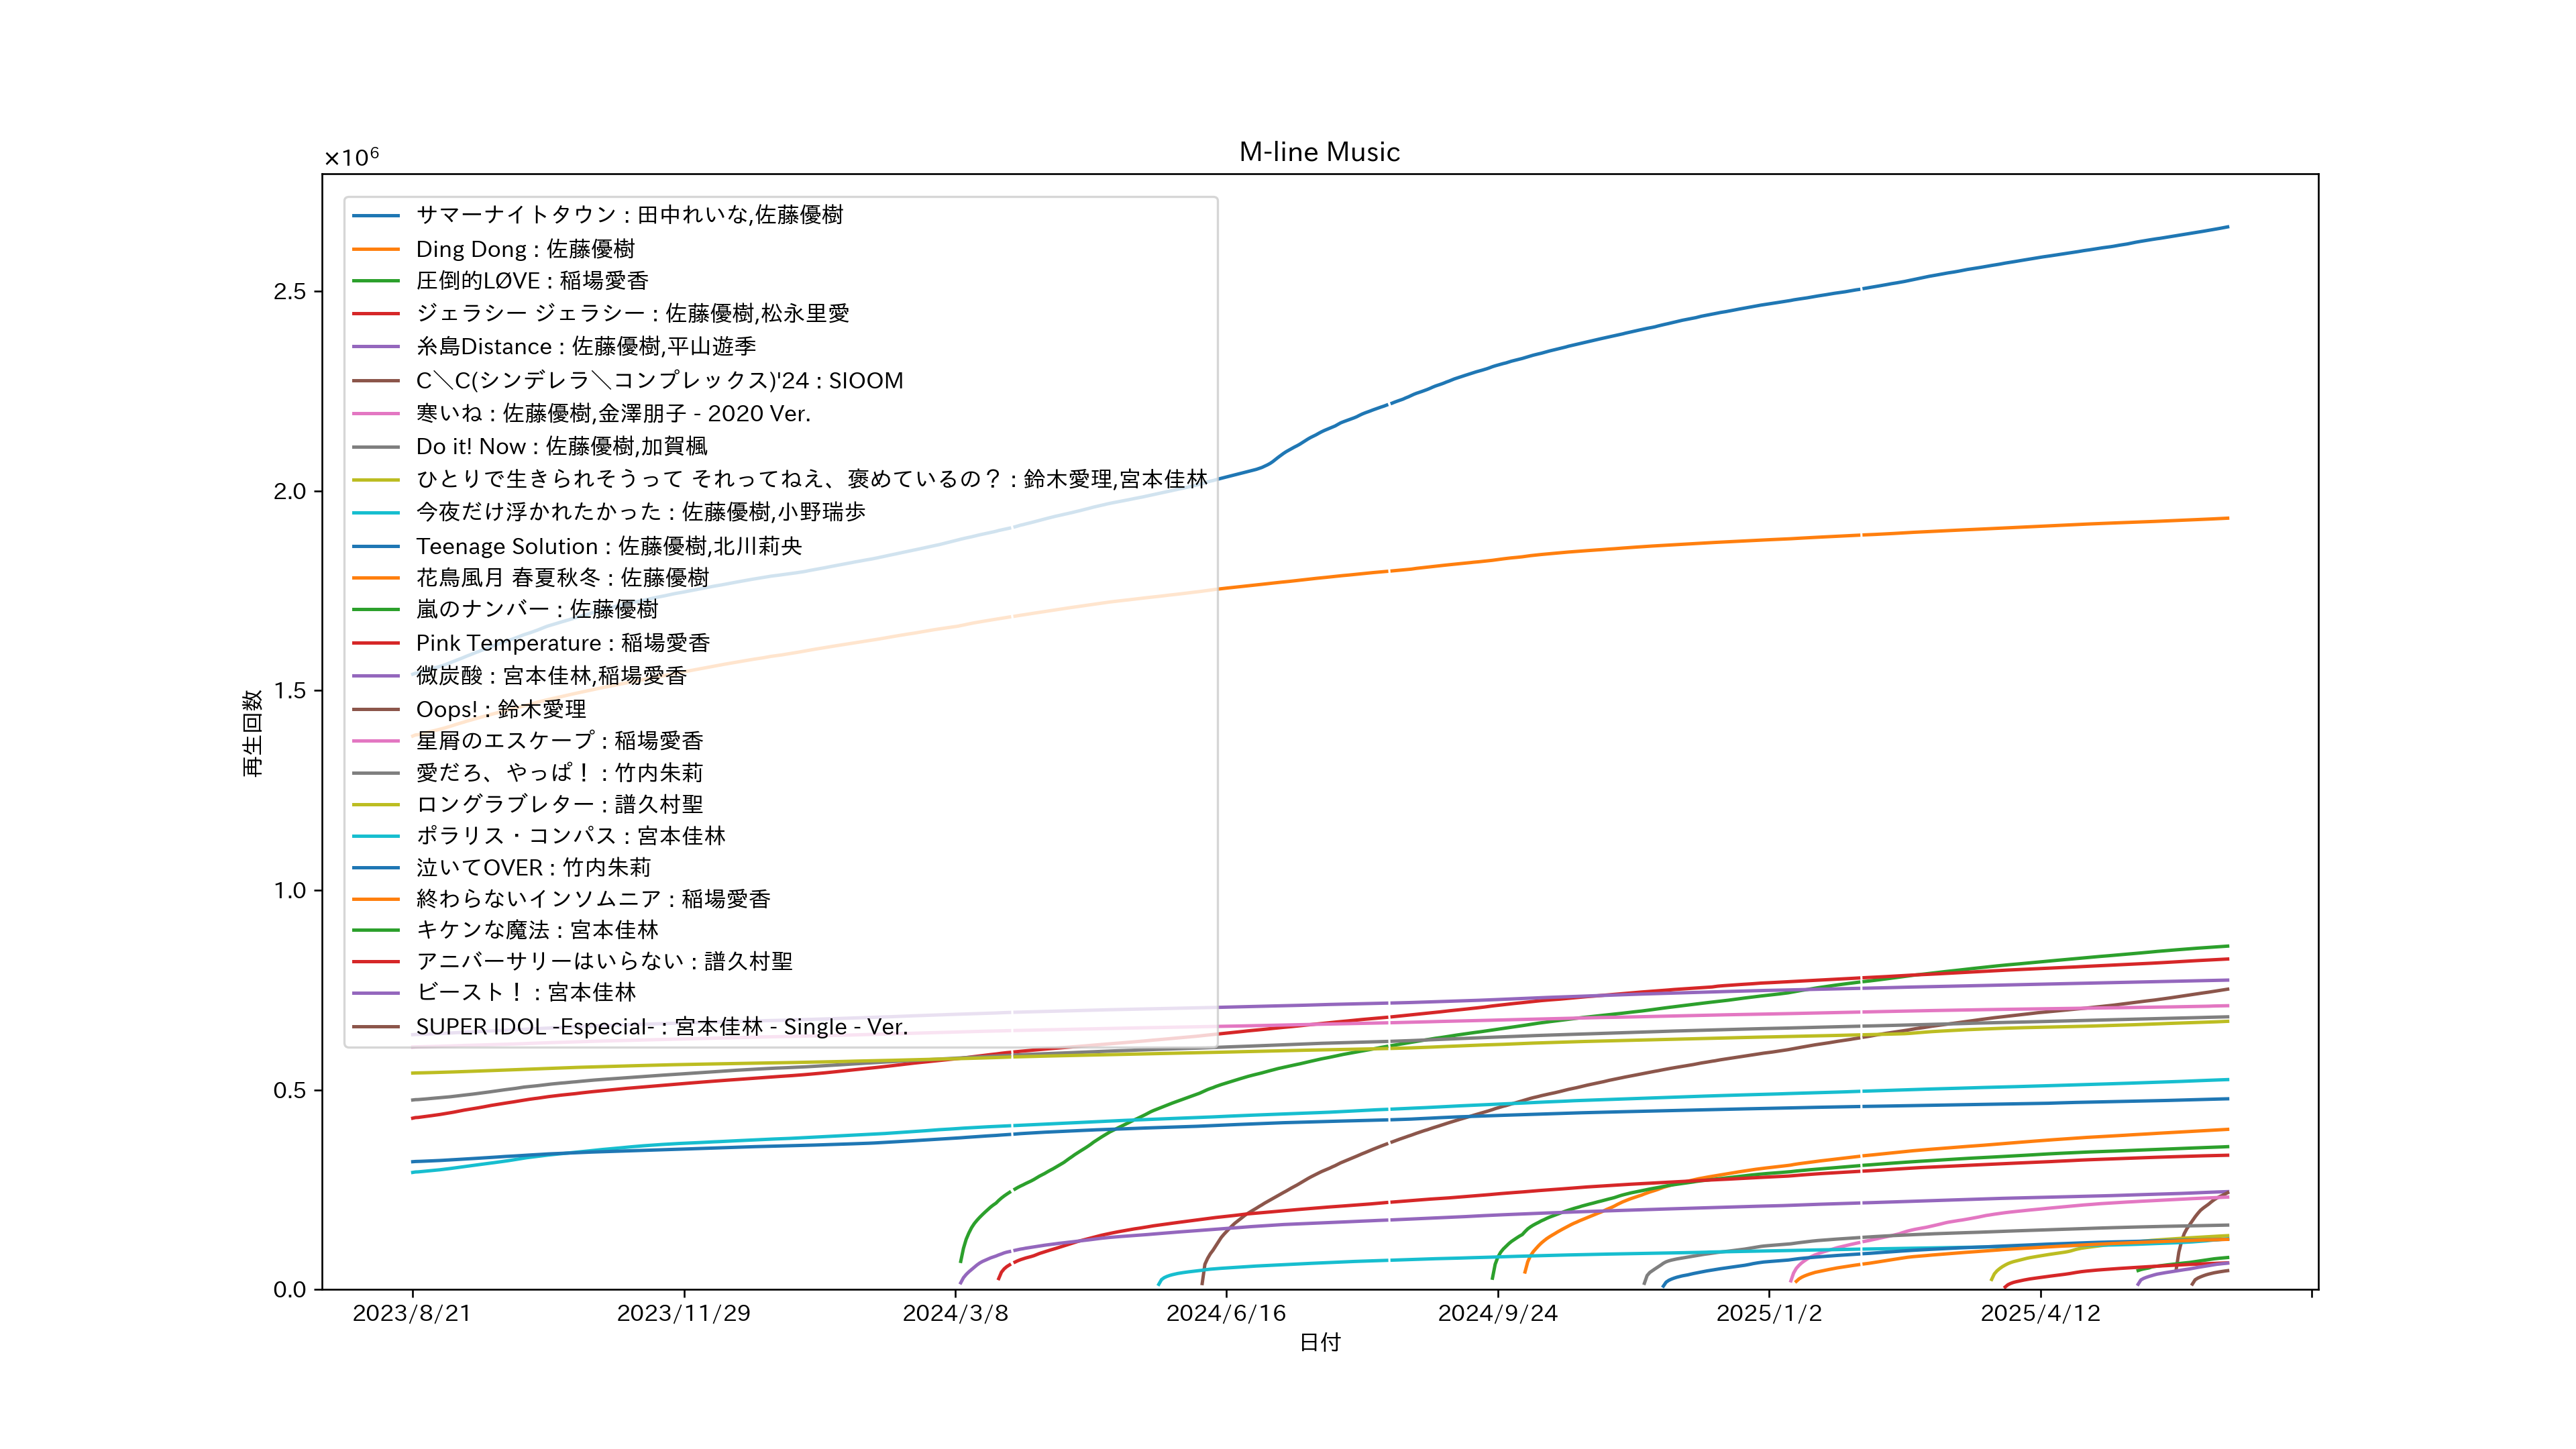 M-line Music
×10⁶
サマーナイトタウン : 田中れいな,佐藤優樹
Ding Dong : 佐藤優樹
圧倒的LØVE : 稲場愛香
ジェラシー ジェラシー : 佐藤優樹,松永里愛
糸島Distance : 佐藤優樹,平山遊季
C＼C(シンデレラ＼コンプレックス)'24 : SIOOM
寒いね : 佐藤優樹,金澤朋子 - 2020 Ver.
Do it! Now : 佐藤優樹,加賀楓
ひとりで生きられそうって それってねえ、褒めているの？ : 鈴木愛理,宮本佳林
今夜だけ浮かれたかった : 佐藤優樹,小野瑞歩
Teenage Solution : 佐藤優樹,北川莉央
花鳥風月 春夏秋冬 : 佐藤優樹
嵐のナンバー : 佐藤優樹
Pink Temperature : 稲場愛香
微炭酸 : 宮本佳林,稲場愛香
Oops! : 鈴木愛理
星屑のエスケープ : 稲場愛香
愛だろ、やっぱ！ : 竹内朱莉
ロングラブレター : 譜久村聖
ポラリス・コンパス : 宮本佳林
泣いてOVER : 竹内朱莉
終わらないインソムニア : 稲場愛香
キケンな魔法 : 宮本佳林
アニバーサリーはいらない : 譜久村聖
ビースト！ : 宮本佳林
SUPER IDOL -Especial- : 宮本佳林 - Single - Ver.
2.5
2.0
1.5
1.0
0.5
0.0
再生回数
2023/8/21
2023/11/29
2024/3/8
2024/6/16
2024/9/24
2025/1/2
2025/4/12
日付